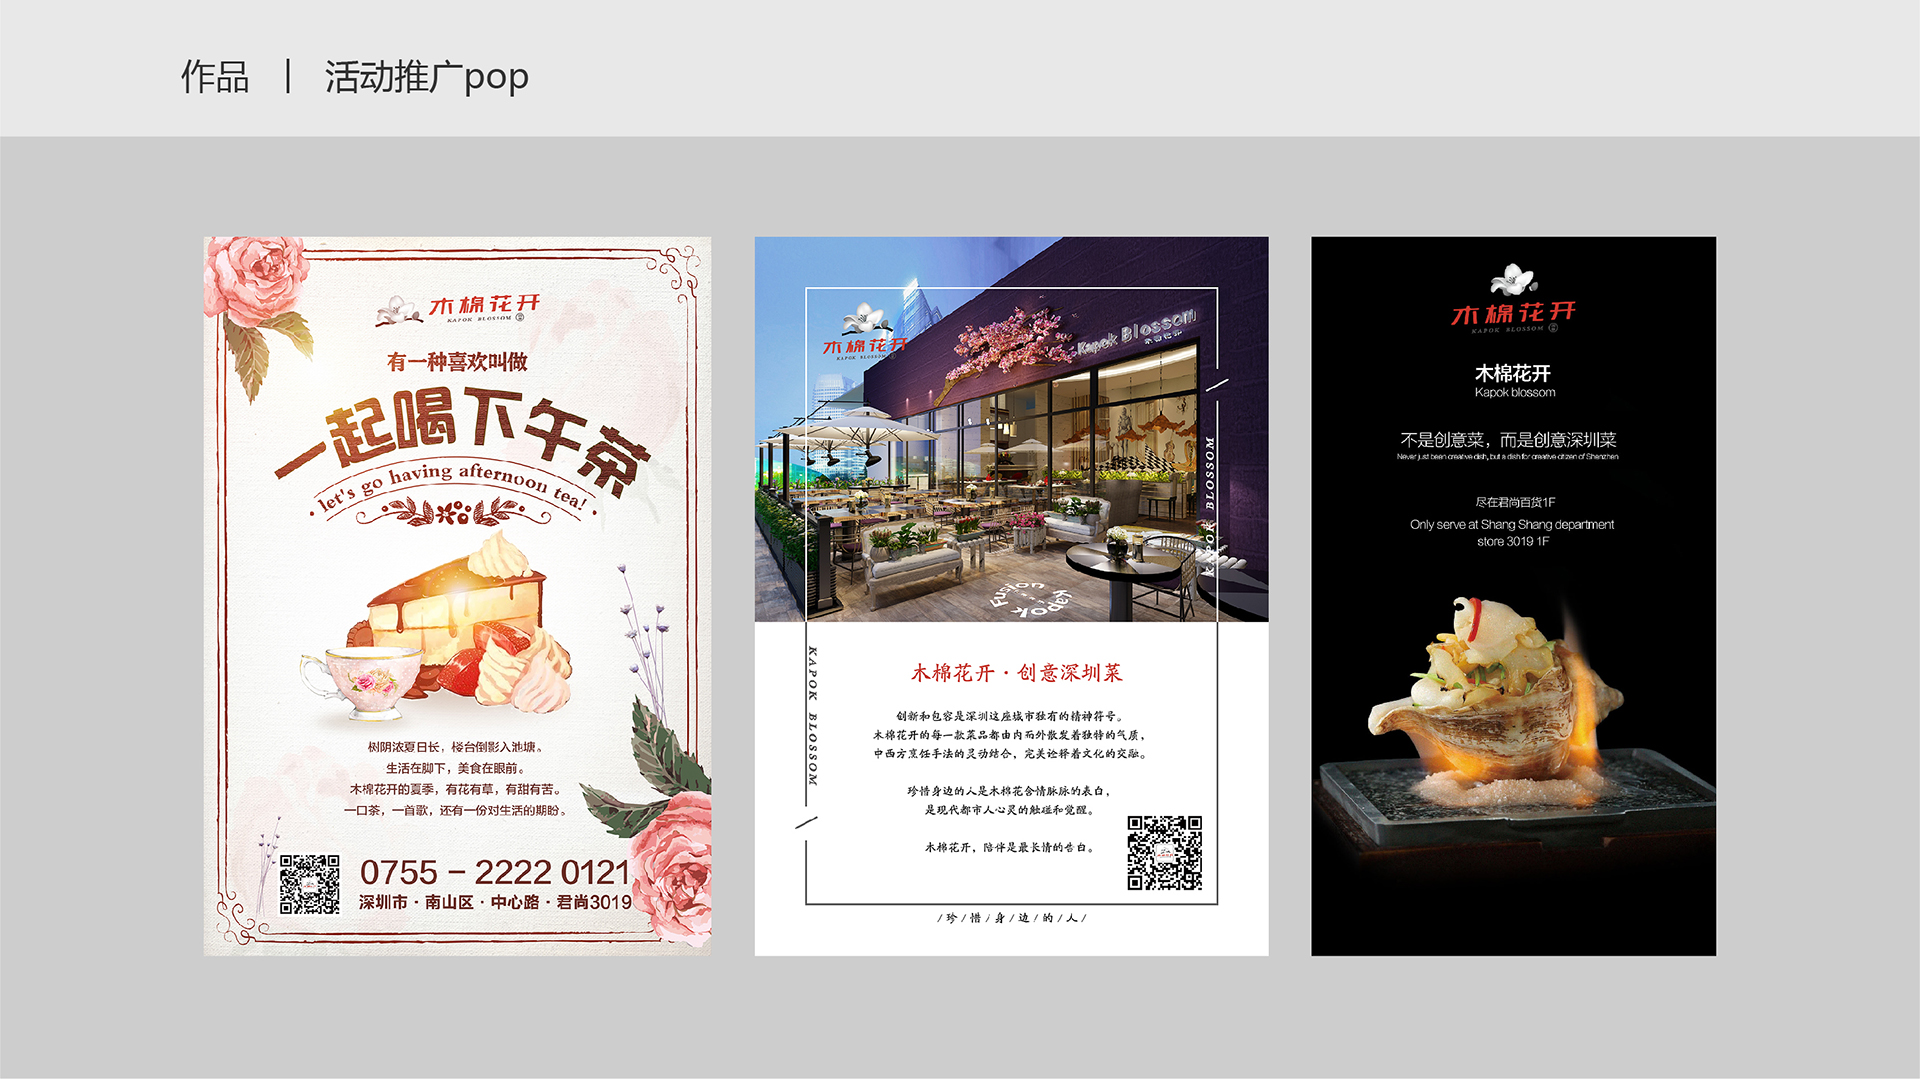 作品 | 活动推广pop
木棉花开
KAPOK BLOSSOM
有一种喜欢叫做
一起喝下午茶
·let's go having afternoon tea!·
树阴浓夏日长，楼台倒影入池塘。
生活在脚下，美食在眼前。
木棉花开的夏季，有花有草，有甜有苦。
一口茶，一首歌，还有一份对生活的期盼。
0755 – 2222 0121
深圳市 · 南山区 · 中心路 · 君尚3019
木棉花开
KAPOK BLOSSOM
Kapok Blossom
木棉花开
KAPOK BLOSSOM
Kapok Fusion
KAPOK BLOSSOM
木棉花开 · 创意深圳菜
创新和包容是深圳这座城市独有的精神符号。
木棉花开的每一款菜品都由内而外散发着独特的气质，
中西方烹饪手法的灵动结合，完美诠释着文化的交融。
珍惜身边的人是木棉花含情脉脉的表白，
是现代都市人心灵的触碰和觉醒。
木棉花开，陪伴是最长情的告白。
/珍/惜/身/边/的/人/
木棉花开
KAPOK BLOSSOM
木棉花开
Kapok blossom
不是创意菜，而是创意深圳菜
Never just been creative dish, but a dish for creative citizen of Shenzhen
尽在君尚百货1F
Only serve at Shang Shang department
store 3019 1F